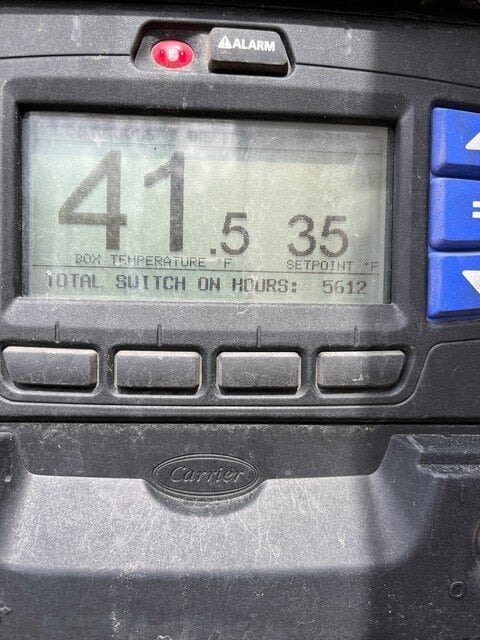 ⚠ALARM
41.5 35
BOX TEMPERATURE °F SETPOINT °F
TOTAL SWITCH ON HOURS: 5612
=
Carrier